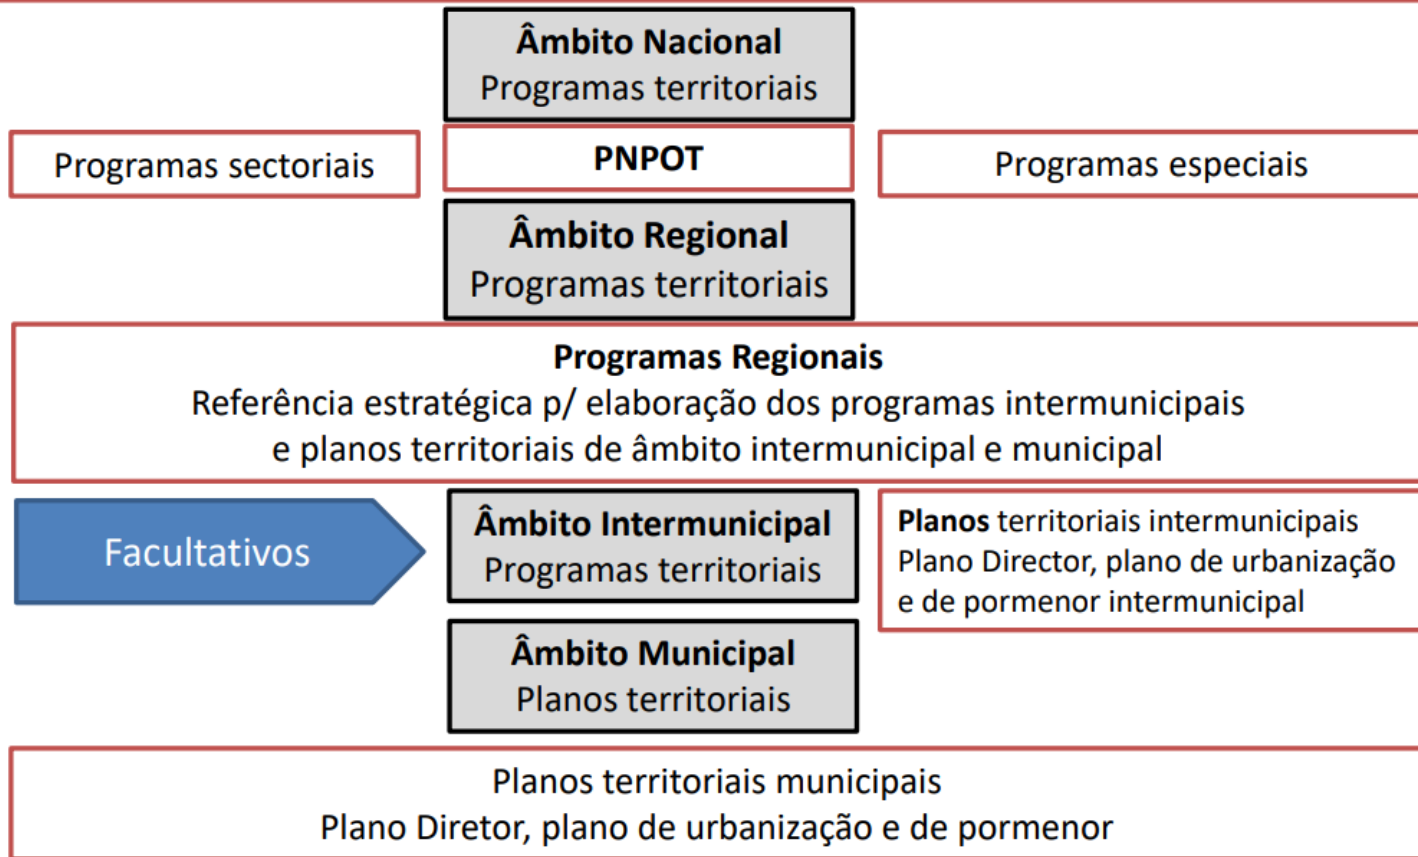 Âmbito Nacional
Programas territoriais
Programas sectoriais
PNPOT
Programas especiais
Âmbito Regional
Programas territoriais
Programas Regionais
Referência estratégica p/ elaboração dos programas intermunicipais
e planos territoriais de âmbito intermunicipal e municipal
Facultativos
Âmbito Intermunicipal
Programas territoriais
Planos territoriais intermunicipais
Plano Director, plano de urbanização
e de pormenor intermunicipal
Âmbito Municipal
Planos territoriais
Planos territoriais municipais
Plano Diretor, plano de urbanização e de pormenor